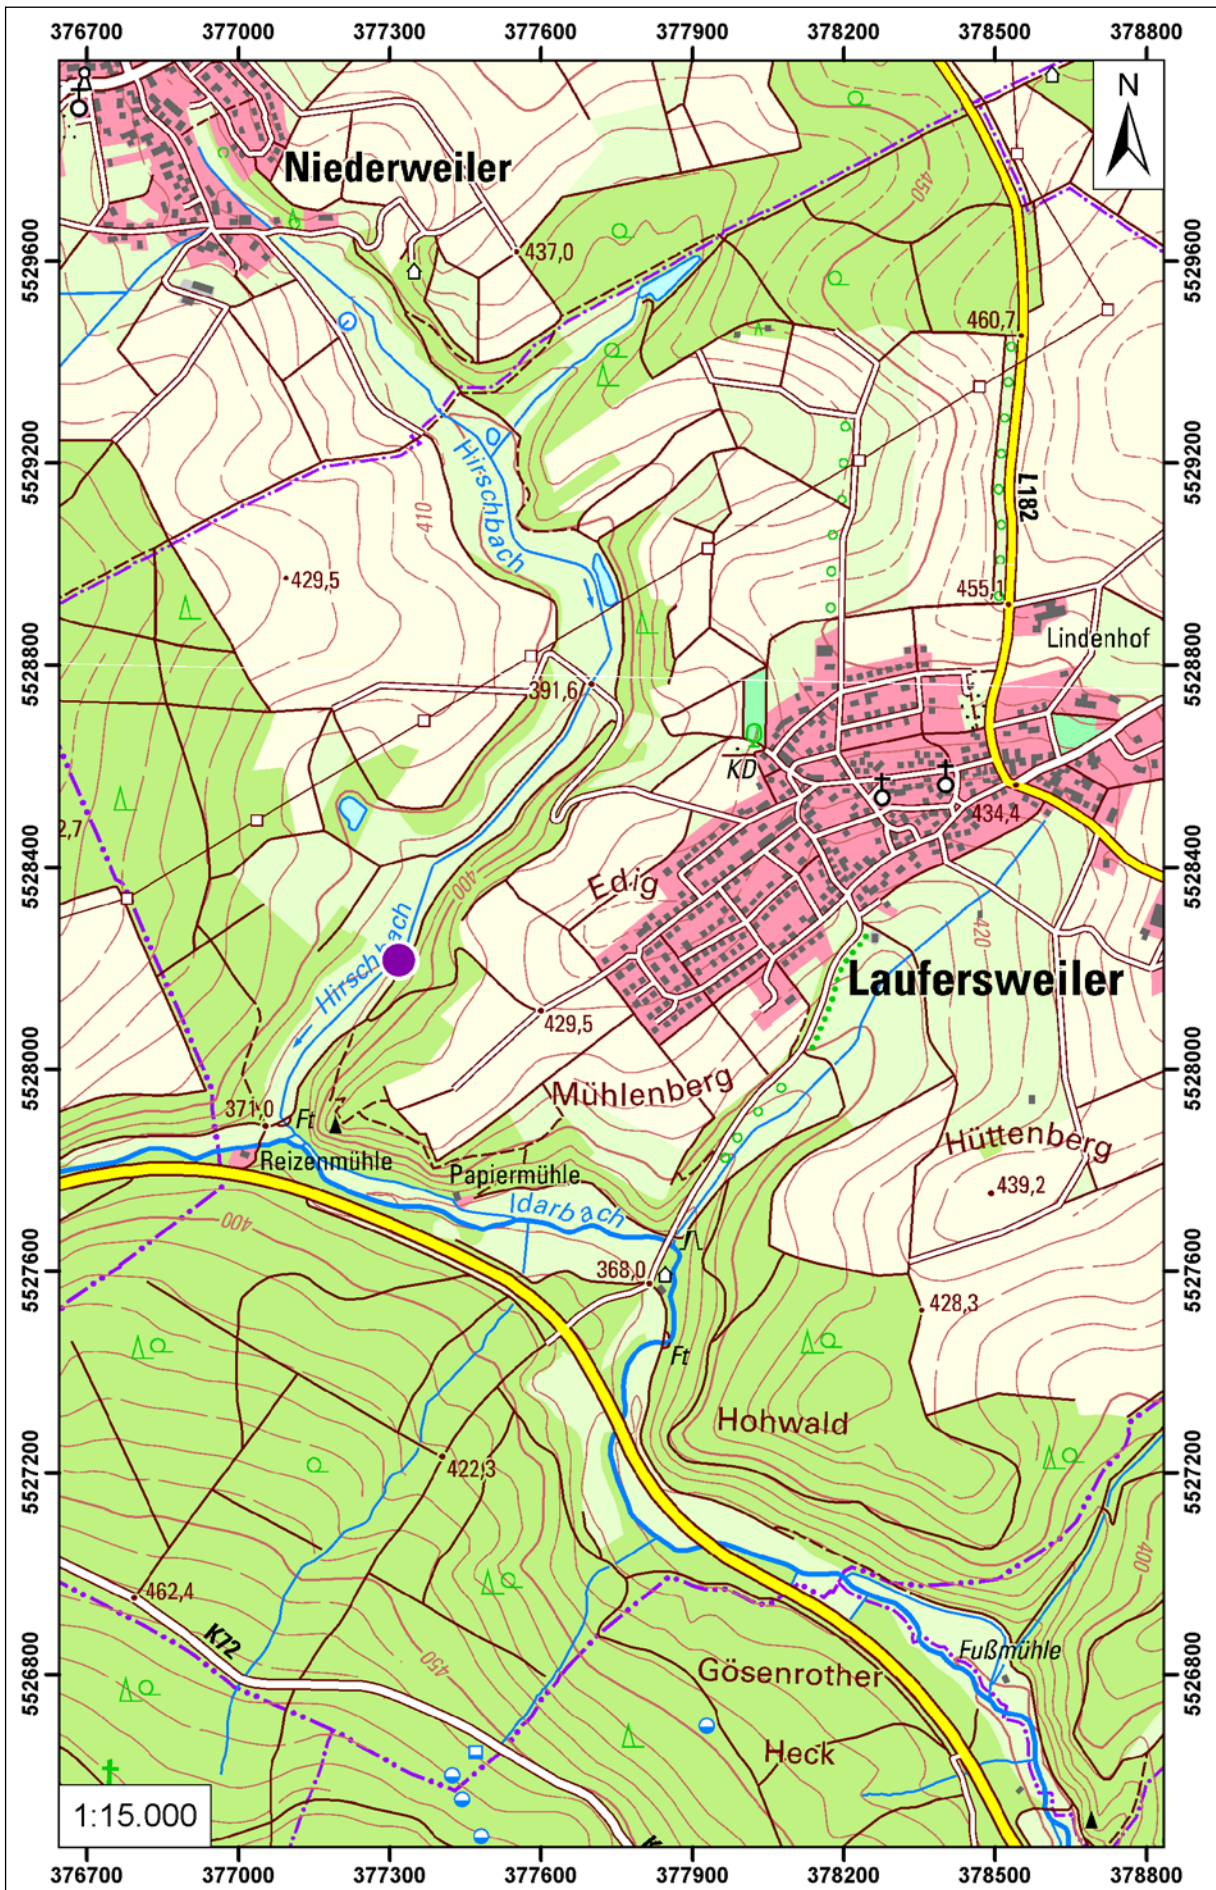 376700 377000 377300 377600 377900 378200 378500 378800
N
Niederweiler
450
437,0
5529600
5529600
460,7
Hirschbach
5529200
5529200
L182
410
429,5
455,1
Lindenhof
5528800
5528800
391,6
KD
2,7
434,4
5528400
5528400
400
Edig
Hirschbach
420
Laufersweiler
429,5
5528000
5528000
Mühlenberg
371,0
Ft
Hüttenberg
Reizenmühle
Papiermühle
439,2
Idarbach
400
5527600
5527600
368,0
428,3
Ft
Hohwald
422,3
5527200
5527200
400
462,4
K72
Fußmühle
450
Gösenrother
5526800
5526800
Heck
1:15.000
K
376700 377000 377300 377600 377900 378200 378500 378800